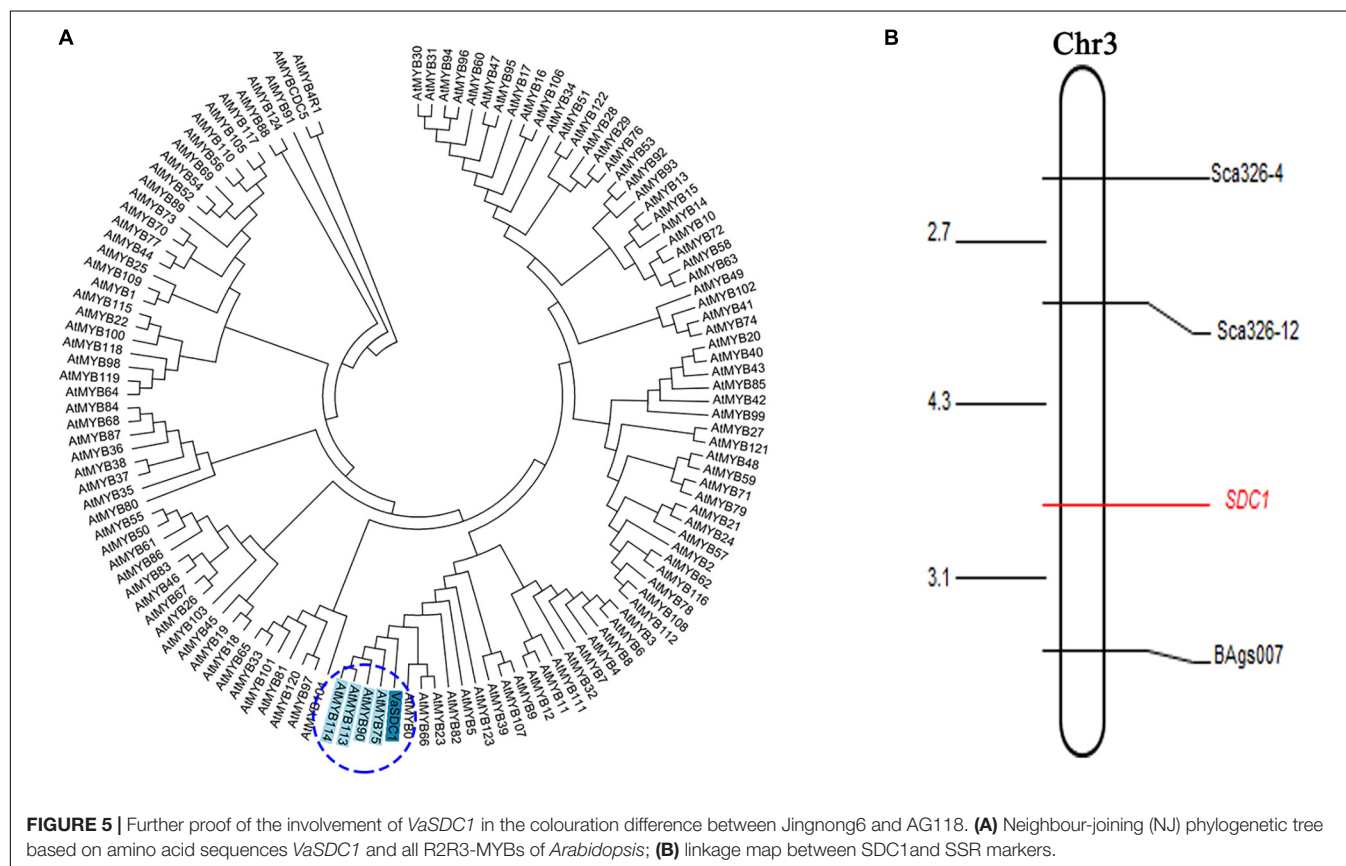 A
AtMYB4R1
AtMYBCDC5
AtMYB91
AtMYB124
AtMYB88
AtMYB117
AtMYB105
AtMYB110
AtMYB56
AtMYB69
AtMYB54
AtMYB52
AtMYB89
AtMYB73
AtMYB70
AtMYB77
AtMYB44
AtMYB25
AtMYB109
AtMYB1
AtMYB115
AtMYB22
AtMYB100
AtMYB118
AtMYB98
AtMYB119
AtMYB64
AtMYB84
AtMYB68
AtMYB87
AtMYB36
AtMYB38
AtMYB37
AtMYB35
AtMYB80
AtMYB55
AtMYB50
AtMYB61
AtMYB86
AtMYB83
AtMYB46
AtMYB67
AtMYB26
AtMYB103
AtMYB45
AtMYB19
AtMYB18
AtMYB65
AtMYB33
AtMYB101
AtMYB81
AtMYB120
AtMYB97
AtMYB104
AtMYB114
AtMYB113
AtMYB90
AtMYB75
VaSDC1
AtMYB0
AtMYB66
AtMYB23
AtMYB82
AtMYB5
AtMYB123
AtMYB39
AtMYB107
AtMYB9
AtMYB12
AtMYB11
AtMYB111
AtMYB32
AtMYB7
AtMYB4
AtMYB8
AtMYB6
AtMYB3
AtMYB112
AtMYB108
AtMYB78
AtMYB116
AtMYB62
AtMYB2
AtMYB57
AtMYB24
AtMYB21
AtMYB79
AtMYB71
AtMYB59
AtMYB48
AtMYB121
AtMYB27
AtMYB99
AtMYB42
AtMYB85
AtMYB43
AtMYB40
AtMYB20
AtMYB74
AtMYB41
AtMYB102
AtMYB49
AtMYB63
AtMYB58
AtMYB72
AtMYB10
AtMYB14
AtMYB15
AtMYB13
AtMYB93
AtMYB92
AtMYB53
AtMYB76
AtMYB29
AtMYB28
AtMYB122
AtMYB51
AtMYB34
AtMYB106
AtMYB16
AtMYB17
AtMYB95
AtMYB47
AtMYB60
AtMYB96
AtMYB94
AtMYB31
AtMYB30
B
Chr3
Sca326-4
2.7
Sca326-12
4.3
SDC1
3.1
BAgs007
FIGURE 5 | Further proof of the involvement of VaSDC1 in the colouration difference between Jingnong6 and AG118. (A) Neighbour-joining (NJ) phylogenetic tree
based on amino acid sequences VaSDC1 and all R2R3-MYBs of Arabidopsis; (B) linkage map between SDC1and SSR markers.